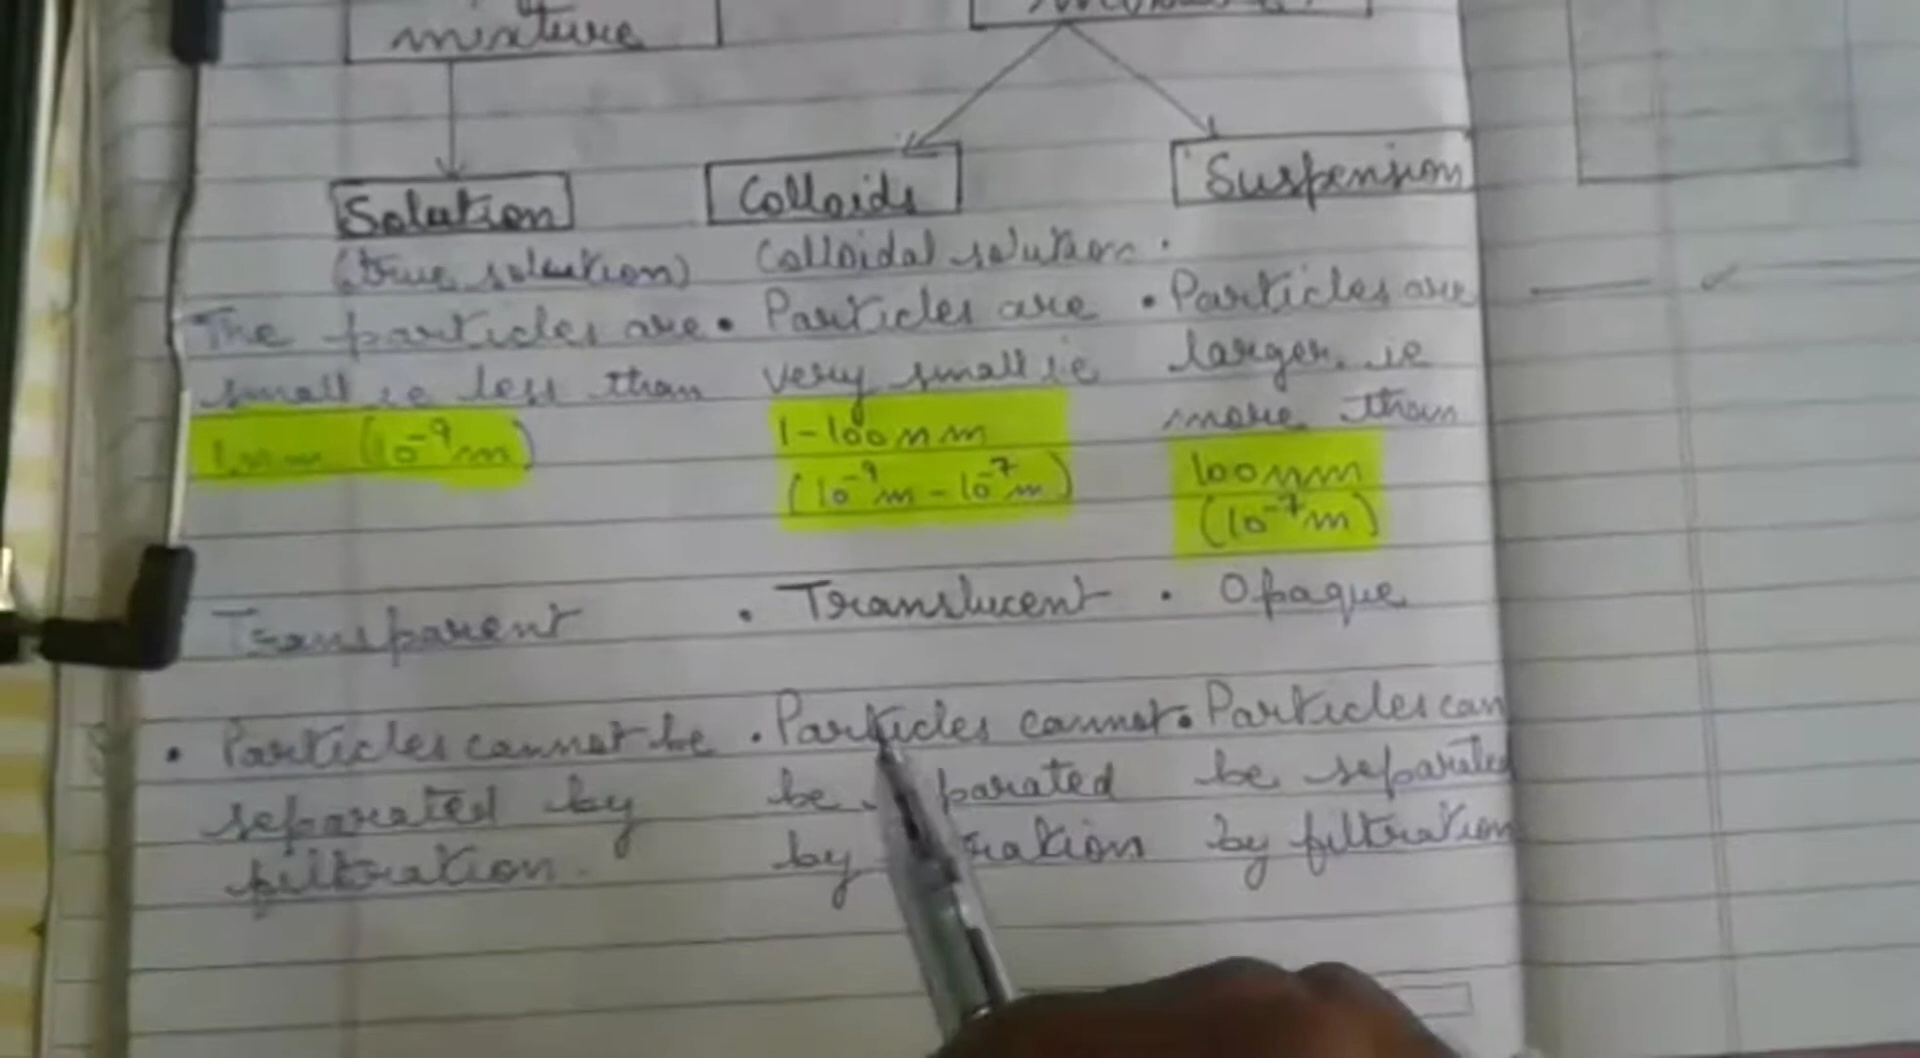 mixture
Solution
(true solution)
The particles are
small i.e less than
1nm (10⁻⁹m)
Transparent
• Particles cannot be
separated by
filtration.
Colloids
Colloidal solution.
• Particles are
very small i.e
1-100nm
(10⁻⁹m - 10⁻⁷m)
• Translucent
• Particles cannot
be parated
by
Suspension
• Particles are
larger. ie
more than
100nm
(10⁻⁷m)
• Opaque
• Particles can
be separated
by filtration